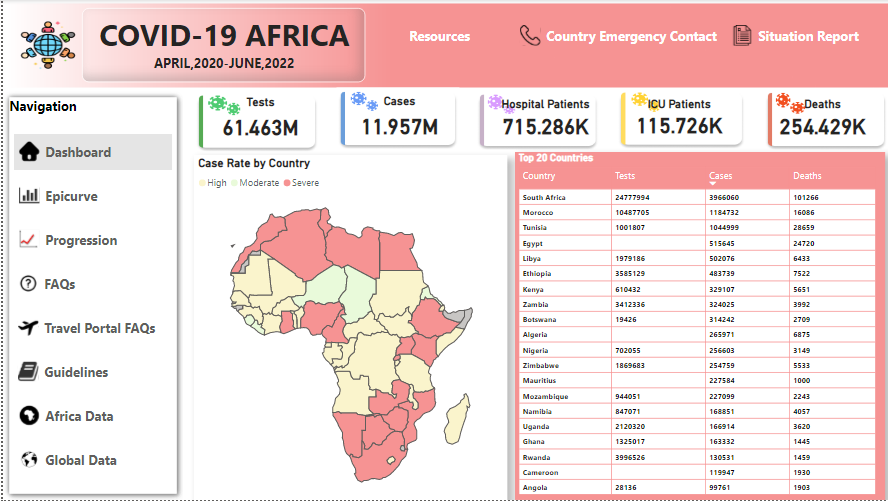 COVID-19 AFRICA
APRIL,2020-JUNE,2022
Resources
Country Emergency Contact
Situation Report
Navigation
Dashboard
Epicurve
Progression
FAQs
Travel Portal FAQs
Guidelines
Africa Data
Global Data
Tests
61.463M
Cases
11.957M
Hospital Patients
715.286K
ICU Patients
115.726K
Deaths
254.429K
Case Rate by Country
High Moderate Severe
Top 20 Countries
Country Tests Cases Deaths
South Africa 24777994 3966060 101266
Morocco 10487705 1184732 16086
Tunisia 1001807 1044999 28659
Egypt 515645 24720
Libya 1979186 502076 6433
Ethiopia 3585129 483739 7522
Kenya 610432 329107 5651
Zambia 3412336 324025 3992
Botswana 19426 314242 2709
Algeria 265971 6875
Nigeria 702055 256603 3149
Zimbabwe 1869683 254759 5533
Mauritius 227584 1000
Mozambique 944051 227099 2243
Namibia 847071 168851 4057
Uganda 2120320 166914 3620
Ghana 1325017 163332 1445
Rwanda 3996526 130531 1459
Cameroon 119947 1930
Angola 28136 99761 1903